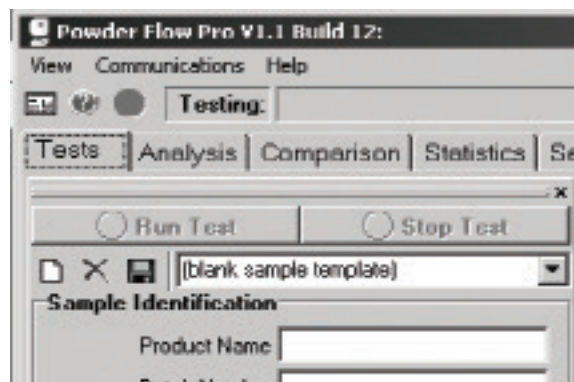 Powder Flow Pro V1.1 Build 12:
View Communications Help
Testing:
Tests Analysis Comparison Statistics Se
Run Test Stop Test
(blank sample template)
Sample Identification
Product Name